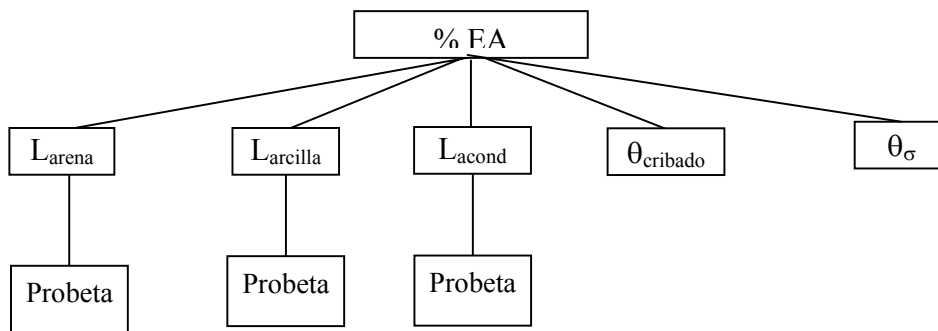 % EA
L_arena L_arcilla L_acond θ_cribado θ_σ
Probeta Probeta Probeta